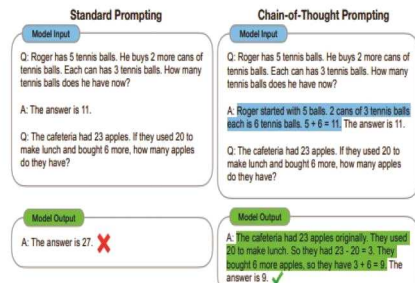 Standard Prompting
Model Input
Q: Roger has 5 tennis balls. He buys 2 more cans of
tennis balls. Each can has 3 tennis balls. How many
tennis balls does he have now?
A: The answer is 11.
Q: The cafeteria had 23 apples. If they used 20 to
make lunch and bought 6 more, how many apples
do they have?
Model Output
A: The answer is 27.
Chain-of-Thought Prompting
Model Input
Q: Roger has 5 tennis balls. He buys 2 more cans of
tennis balls. Each can has 3 tennis balls. How many
tennis balls does he have now?
A: Roger started with 5 balls. 2 cans of 3 tennis balls
each is 6 tennis balls. 5 + 6 = 11. The answer is 11.
Q: The cafeteria had 23 apples. If they used 20 to
make lunch and bought 6 more, how many apples
do they have?
Model Output
A: The cafeteria had 23 apples originally. They used
20 to make lunch. So they had 23 - 20 = 3. They
bought 6 more apples, so they have 3 + 6 = 9. The
answer is 9.